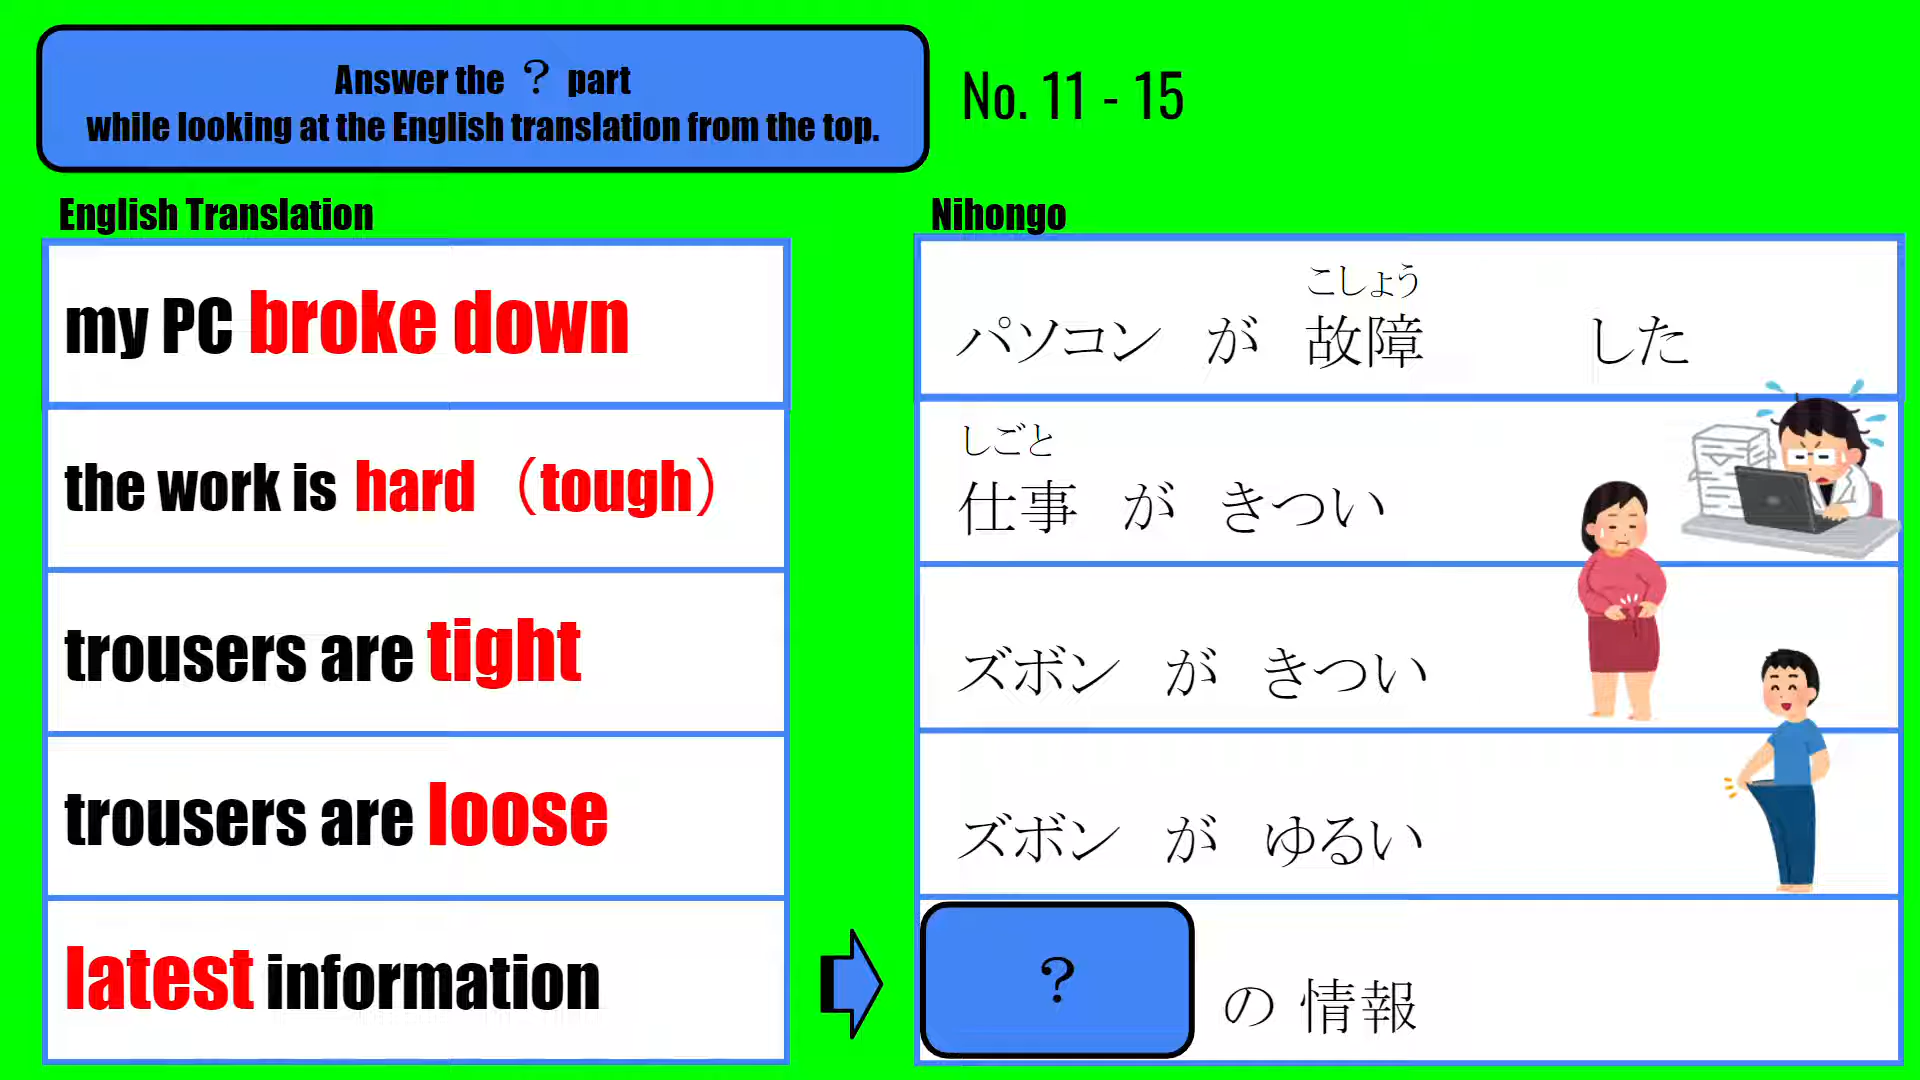 Answer the ？ part
while looking at the English translation from the top.
No. 11 - 15
English Translation
Nihongo
my PC broke down
こしょう
パソコン が 故障 した
the work is hard（tough）
しごと
仕事 が きつい
trousers are tight
ズボン が きつい
trousers are loose
ズボン が ゆるい
latest information
？ の 情報